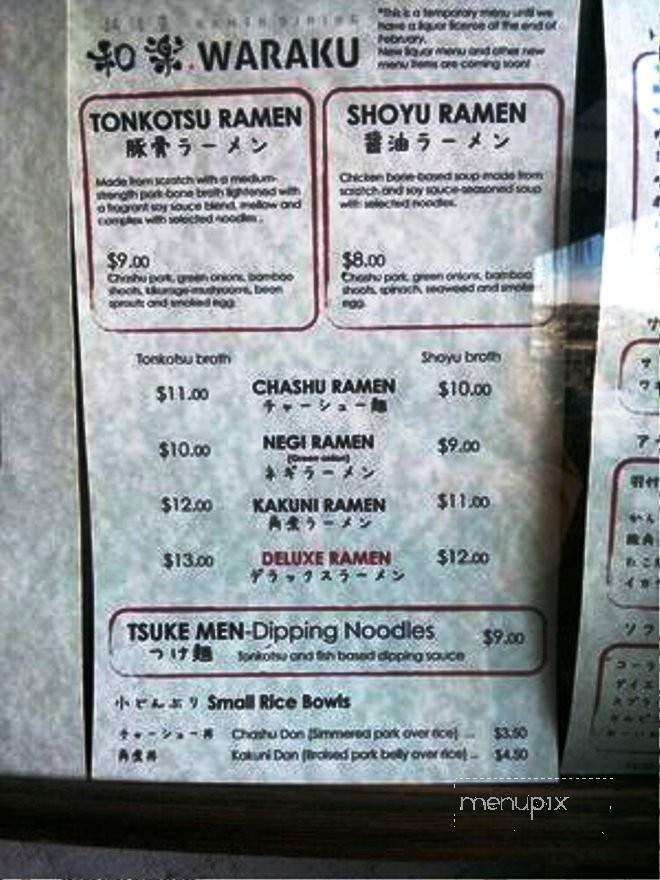 RAMEN DINING
和楽.WARAKU
*This is a temporary menu until we
have a liquor license at the end of
February.
New liquor menu and other new
menu items are coming soon!
TONKOTSU RAMEN
豚骨ラーメン
Made from scratch with a medium-
strength pork-bone broth lightened with
a fragrant soy sauce blend, mellow and
complex with selected noodles.
$9.00
Chashu pork, green onions, bamboo
shoots, kikurage-mushrooms, bean
sprouts and smoked egg.
SHOYU RAMEN
醤油ラーメン
Chicken bone-based soup made from
scratch and soy sauce-seasoned soup
with selected noodles.
$8.00
Chashu pork, green onions, bamboo
shoots, spinach, seaweed and smoked
egg.
Tonkotsu broth
Shoyu broth
$11.00 CHASHU RAMEN $10.00
チャーシュー麺
$10.00 NEGI RAMEN $9.00
(Green onion)
ネギラーメン
$12.00 KAKUNI RAMEN $11.00
角煮ラーメン
$13.00 DELUXE RAMEN $12.00
デラックスラーメン
TSUKE MEN-Dipping Noodles $9.00
つけ麺 Tonkotsu and fish based dipping sauce
小どんぶり Small Rice Bowls
チャーシュー丼 Chashu Don (Simmered pork over rice) ... $3.50
角煮丼 Kakuni Don (Braised pork belly over rice) ... $4.50
menupix